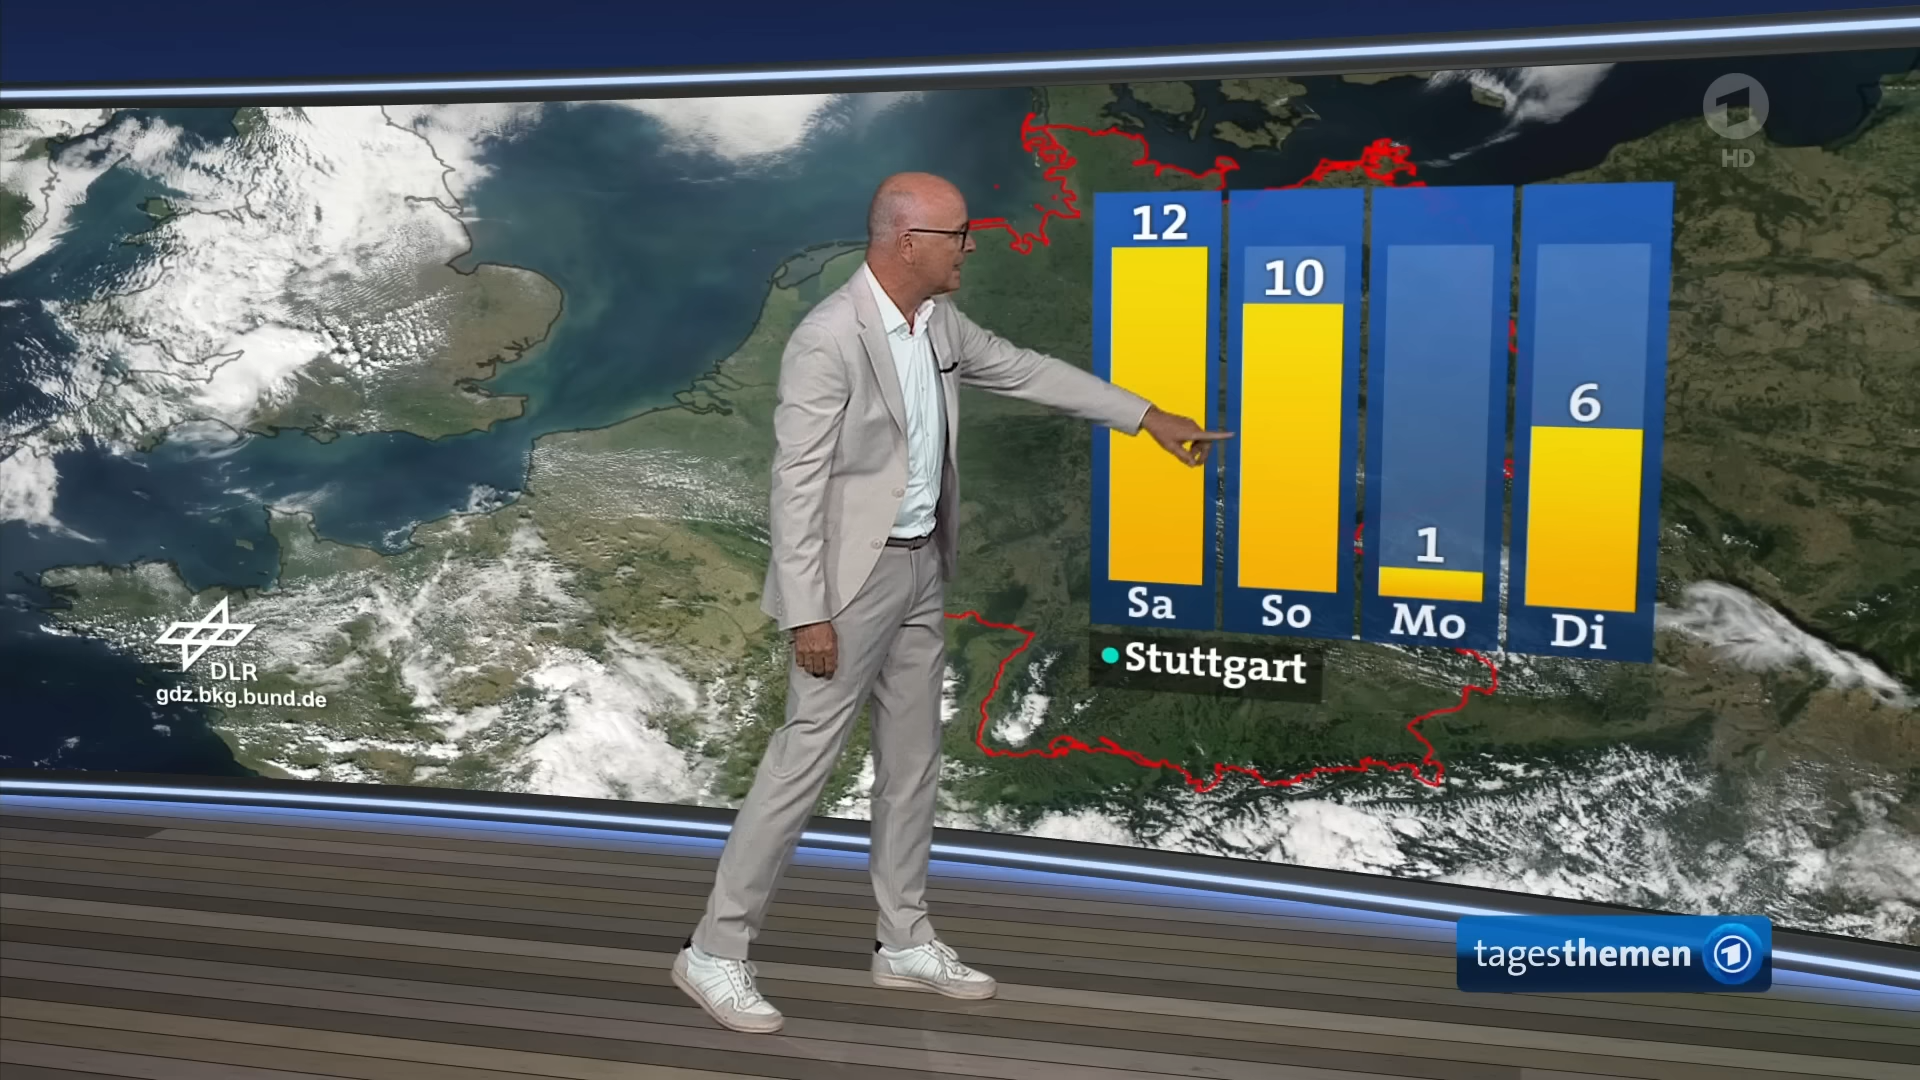 HD
12
10
1
6
Sa
So
Mo
Di
Stuttgart
DLR
gdz.bkg.bund.de
tagesthemen